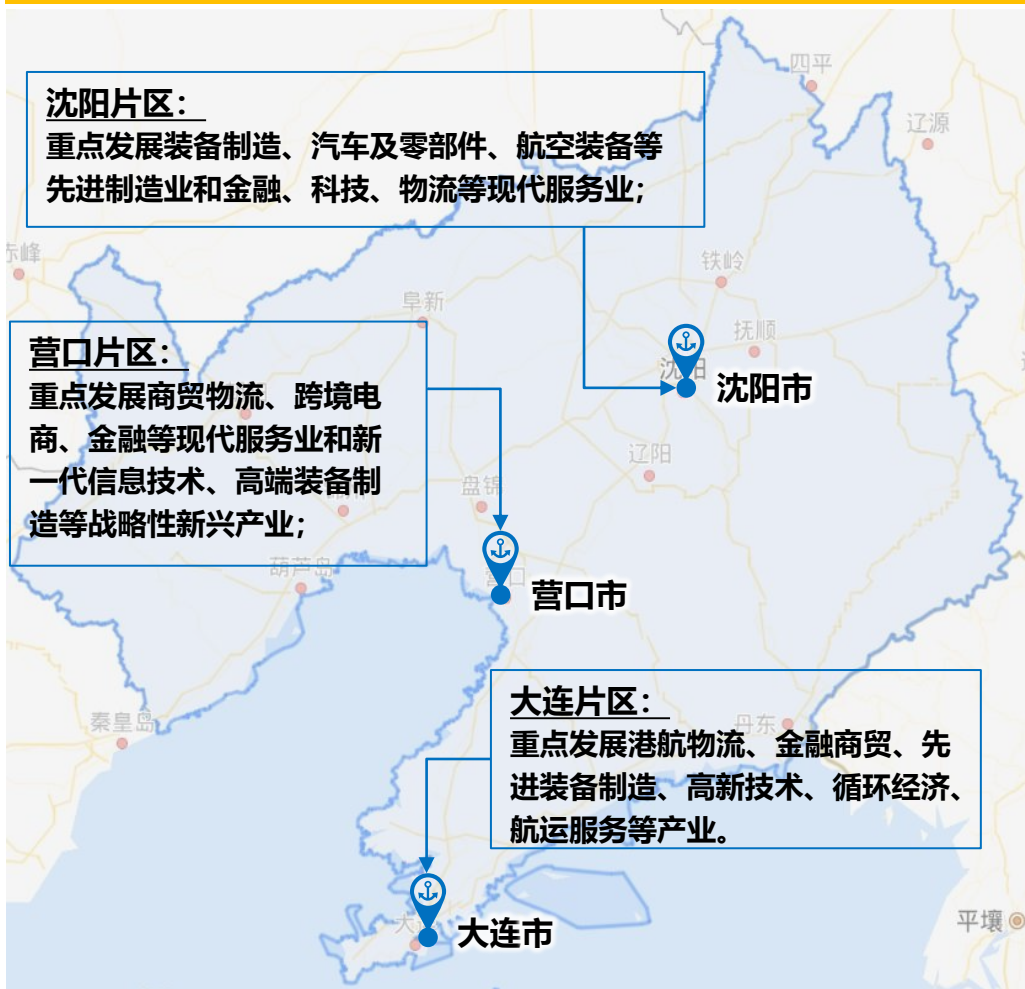 四平
辽源
沈阳片区：
重点发展装备制造、汽车及零部件、航空装备等
先进制造业和金融、科技、物流等现代服务业；
赤峰
铁岭
阜新
抚顺
沈阳
沈阳市
营口片区：
重点发展商贸物流、跨境电
商、金融等现代服务业和新
一代信息技术、高端装备制
造等战略性新兴产业；
辽阳
盘锦
葫芦岛
营口
营口市
秦皇岛
丹东
大连片区：
重点发展港航物流、金融商贸、先
进装备制造、高新技术、循环经济、
航运服务等产业。
大连市
平壤